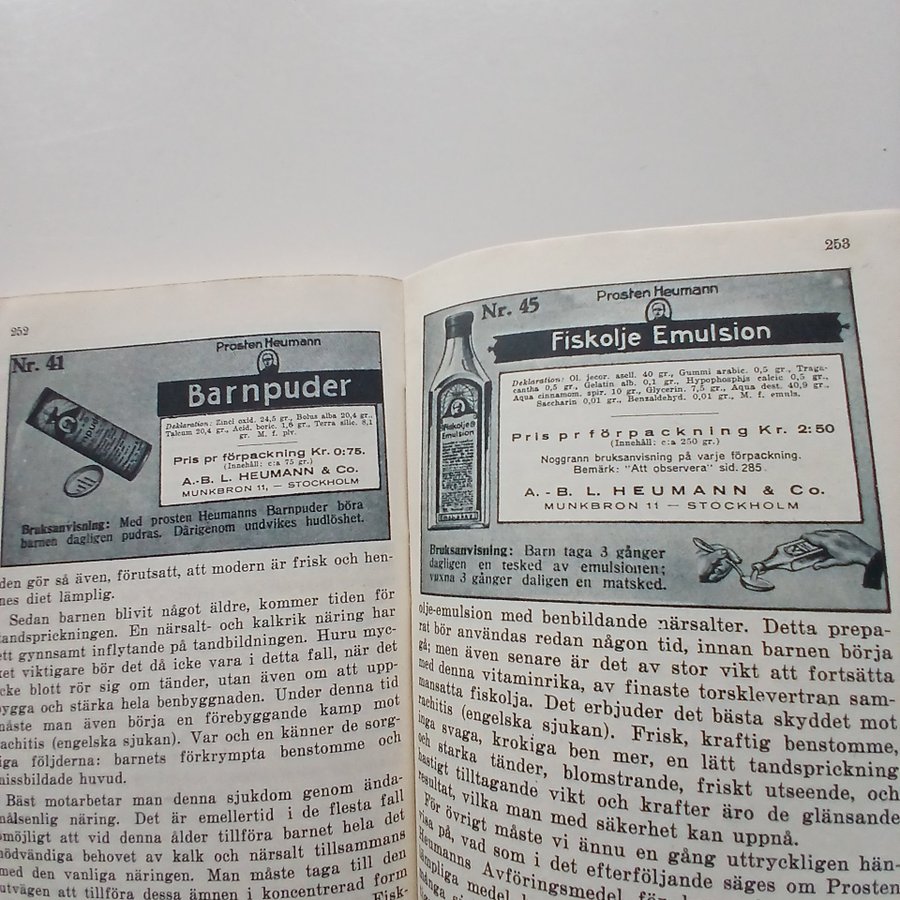 252
Nr. 41
Prosten Heumann
Barnpuder
Deklaration: Zinci oxid. 24,5 gr., Bolus alba 20,4 gr.,
Talcum 20,4 gr., Acid. boric. 1,6 gr., Terra silic. 8,1
gr. M. f. plv.
Pris pr förpackning Kr. 0:75.
(Innehåll: c:a 75 gr.)
A.-B. L. HEUMANN & Co.
MUNKBRON 11, — STOCKHOLM
Barnpuder
Bruksanvisning: Med prosten Heumanns Barnpuder böra
barnen dagligen pudras. Därigenom undvikes hudlöshet.
den gör så även, förutsatt, att modern är frisk och hen-
nes diet lämplig.
Sedan barnen blivit något äldre, kommer tiden för
tandsprickningen. En närsalt- och kalkrik näring har
ett gynnsamt inflytande på tandbildningen. Huru myc-
ket viktigare bör det då icke vara i detta fall, när det
icke blott rör sig om tänder, utan även om att upp-
bygga och stärka hela benbyggnaden. Under denna tid
måste man även börja en förebyggande kamp mot
rachitis (engelska sjukan). Var och en känner de sorg-
liga följderna: barnets förkrympta benstomme och
missbildade huvud.
Bäst motarbetar man denna sjukdom genom ända-
målsenlig näring. Det är emellertid i de flesta fall
omöjligt att vid denna ålder tillföra barnet hela det
nödvändiga behovet av kalk och närsalt tillsammans
med den vanliga näringen. Man måste taga till den
utvägen att tillföra dessa ämnen i koncentrerad form
Fisk-
253
Nr. 45
Prosten Heumann
Fiskolje Emulsion
Deklaration: Ol. jecor. asell. 40 gr., Gummi arabic. 0,5 gr., Traga-
cantha 0,5 gr., Gelatin alb. 0,1 gr., Hypophosphis calcic 0,5 gr.,
Aqua cinnamom. spir. 10 gr., Glycerin. 7,5 gr., Aqua dest. 40,9 gr.
Saccharin 0,01 gr., Benzaldehyd. 0,01 gr., M. f. emuls.
Pris pr förpackning Kr. 2:50
(Innehåll: c:a 250 gr.)
Noggrann bruksanvisning på varje förpackning.
Bemärk: "Att observera" sid. 285.
A.-B. L. HEUMANN & Co.
MUNKBRON 11 — STOCKHOLM
Fiskolje
Emulsion
Bruksanvisning: Barn taga 3 gånger
dagligen en tesked av emulsionen;
vuxna 3 gånger daligen en matsked.
olje-emulsion med benbildande närsalter. Detta prepa-
rat bör användas redan någon tid, innan barnen börja
gå; men även senare är det av stor vikt att fortsätta
med denna vitaminrika, av finaste torsklevertran sam-
mansatta fiskolja. Det erbjuder det bästa skyddet mot
rachitis (engelska sjukan). Frisk, kraftig benstomme,
inga svaga, krokiga ben mer, en lätt tandsprickning
och starka tänder, blomstrande, friskt utseende, och
hastigt tilltagande vikt och krafter äro de glänsande
resultat, vilka man med säkerhet kan uppnå.
För övrigt måste vi ännu en gång uttryckligen hän-
visa på, vad som i det efterföljande säges om Prosten
Heumanns Avföringsmedel
lämpliga medel
många